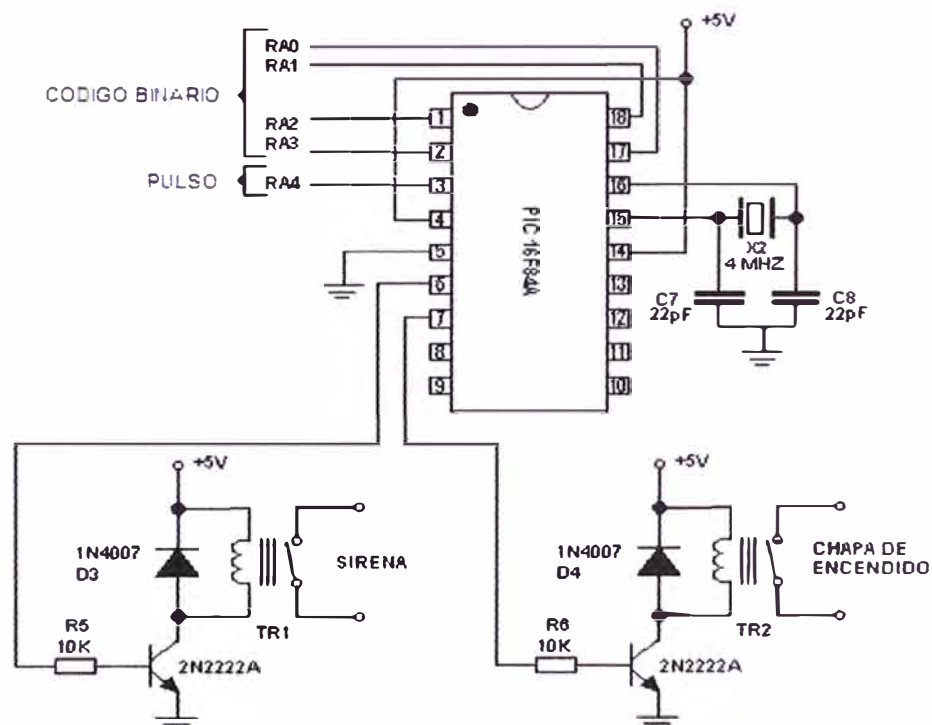 +5V
RA0
RA1
CODIGO BINARIO
RA2
RA3
PULSO
RA4
1
2
3
4
5
6
7
8
9
18
17
16
15
14
13
12
11
10
PIC 16F84A
X2
4 MHZ
C7
22pF
C8
22pF
+5V
1N4007
D3
SIRENA
TR1
R5
10K
2N2222A
+5V
1N4007
D4
CHAPA DE
ENCENDIDO
TR2
R6
10K
2N2222A